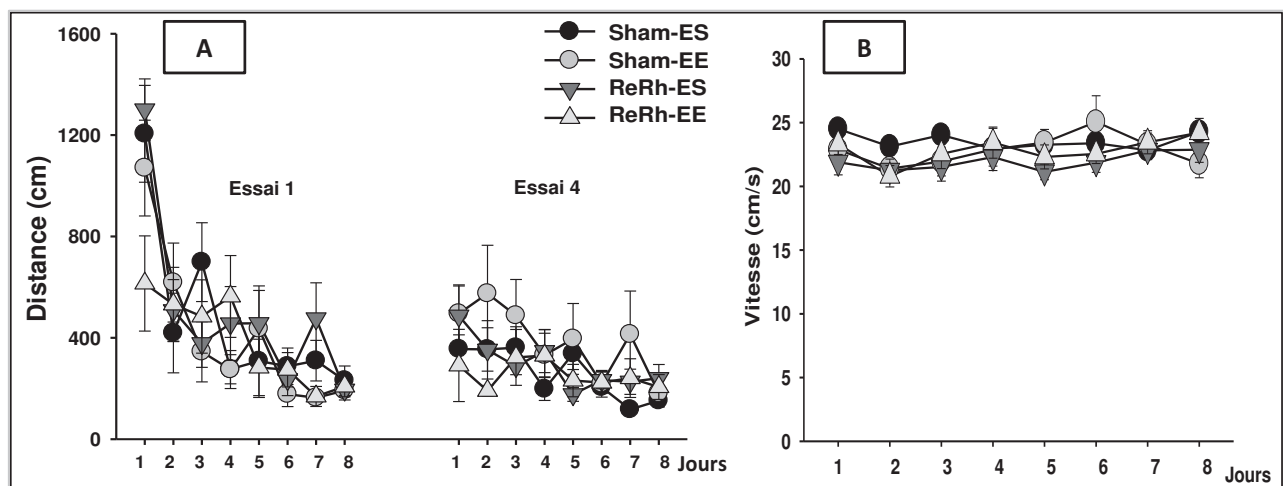 A
B
Sham-ES
Sham-EE
ReRh-ES
ReRh-EE
Essai 1
Essai 4
Distance (cm)
1600
1200
800
400
0
1 2 3 4 5 6 7 8
1 2 3 4 5 6 7 8 Jours
Vitesse (cm/s)
30
25
20
15
10
5
0
1 2 3 4 5 6 7 8 Jours